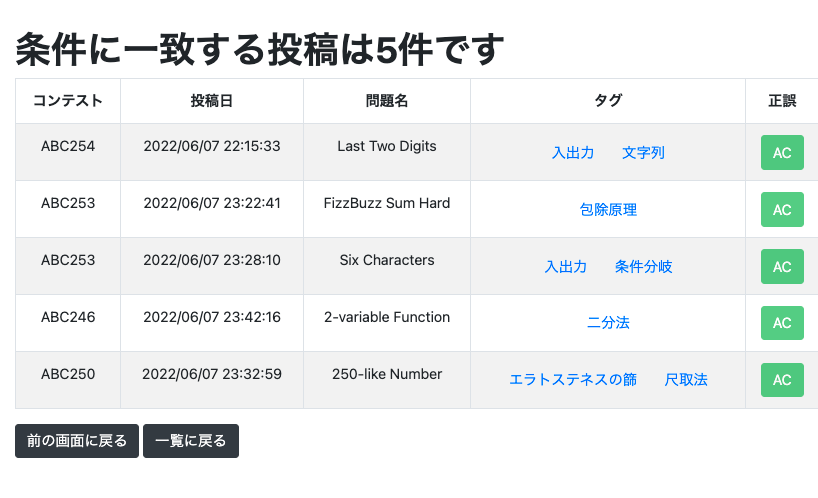 条件に一致する投稿は5件です
コンテスト 投稿日 問題名 タグ 正誤
ABC254 2022/06/07 22:15:33 Last Two Digits 入出力 文字列 AC
ABC253 2022/06/07 23:22:41 FizzBuzz Sum Hard 包除原理 AC
ABC253 2022/06/07 23:28:10 Six Characters 入出力 条件分岐 AC
ABC246 2022/06/07 23:42:16 2-variable Function 二分法 AC
ABC250 2022/06/07 23:32:59 250-like Number エラトステネスの篩 尺取法 AC
前の画面に戻る 一覧に戻る